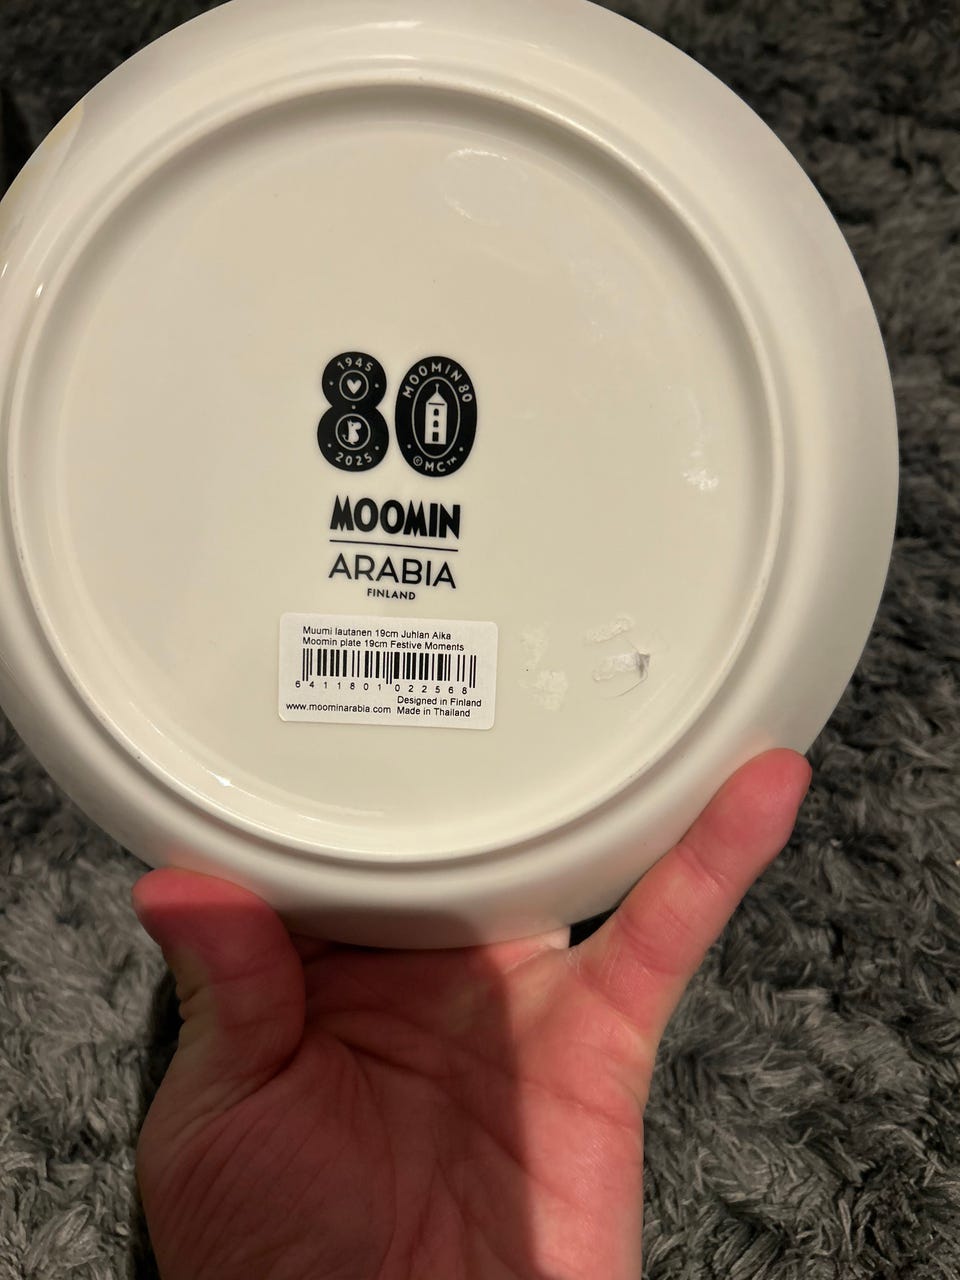 1945
MOOMIN 80
2025
©MC™
MOOMIN
ARABIA
FINLAND
Muumi lautanen 19cm Juhlan Aika
Moomin plate 19cm Festive Moments
6 411801 022568
Designed in Finland
www.moominarabia.com Made in Thailand